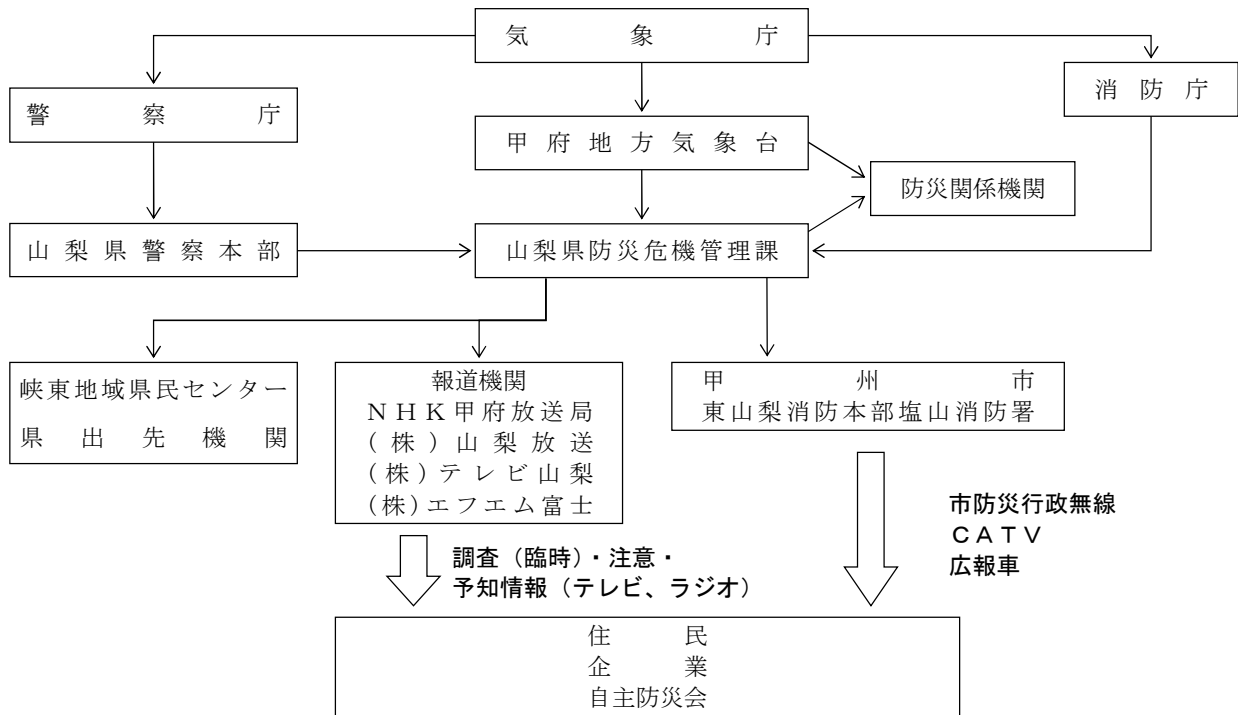 気象庁
警察庁
消防庁
甲府地方気象台
防災関係機関
山梨県警察本部
山梨県防災危機管理課
峡東地域県民センター
県出先機関
報道機関
ＮＨＫ甲府放送局
（株）山梨放送
（株）テレビ山梨
（株）エフエム富士
甲州市
東山梨消防本部塩山消防署
調査（臨時）・注意・
予知情報（テレビ、ラジオ）
市防災行政無線
ＣＡＴＶ
広報車
住民
企業
自主防災会